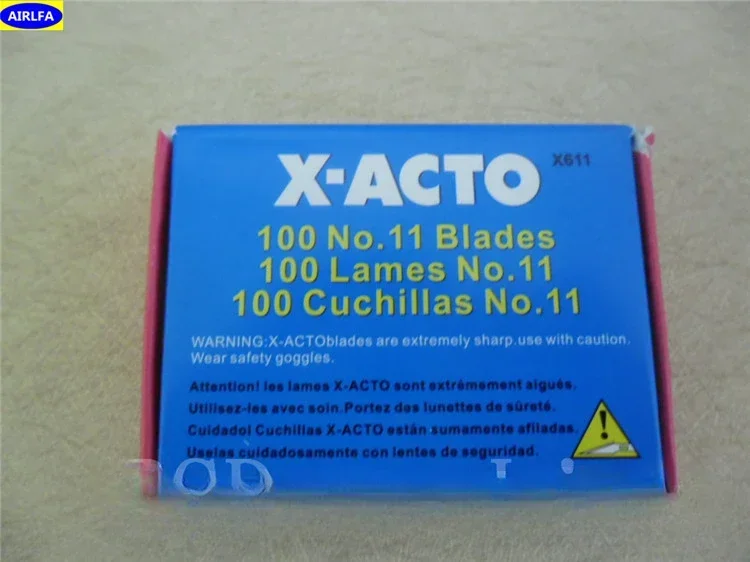 AIRLFA
X-ACTO X611
100 No.11 Blades
100 Lames No.11
100 Cuchillas No.11
WARNING:X-ACTOblades are extremely sharp.use with caution.
Wear safety goggles.
Attention! les lames X-ACTO sont extrémement aigués.
Utilisez-les avec soin.Portez des lunettes de sûreté.
Cuidadol Cuchillas X-ACTO están sumamente afiladas.
Uselas cuidadosamente con lentes de seguridad.